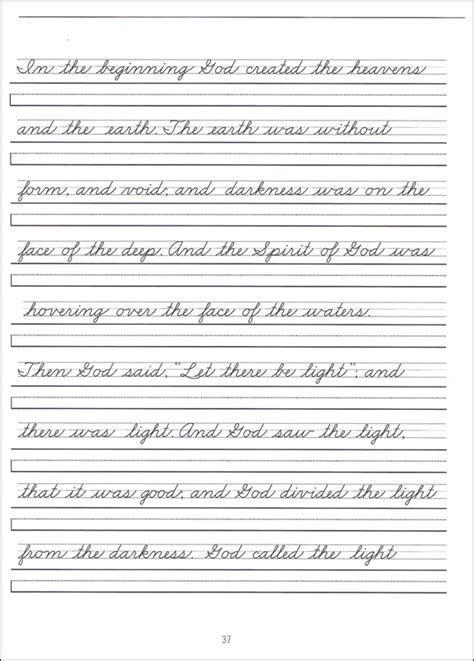 In the beginning God created the heavens
and the earth. The earth was without
form, and void; and darkness was on the
face of the deep. And the Spirit of God was
hovering over the face of the waters.
Then God said, "Let there be light"; and
there was light. And God saw the light,
that it was good; and God divided the light
from the darkness. God called the light
37